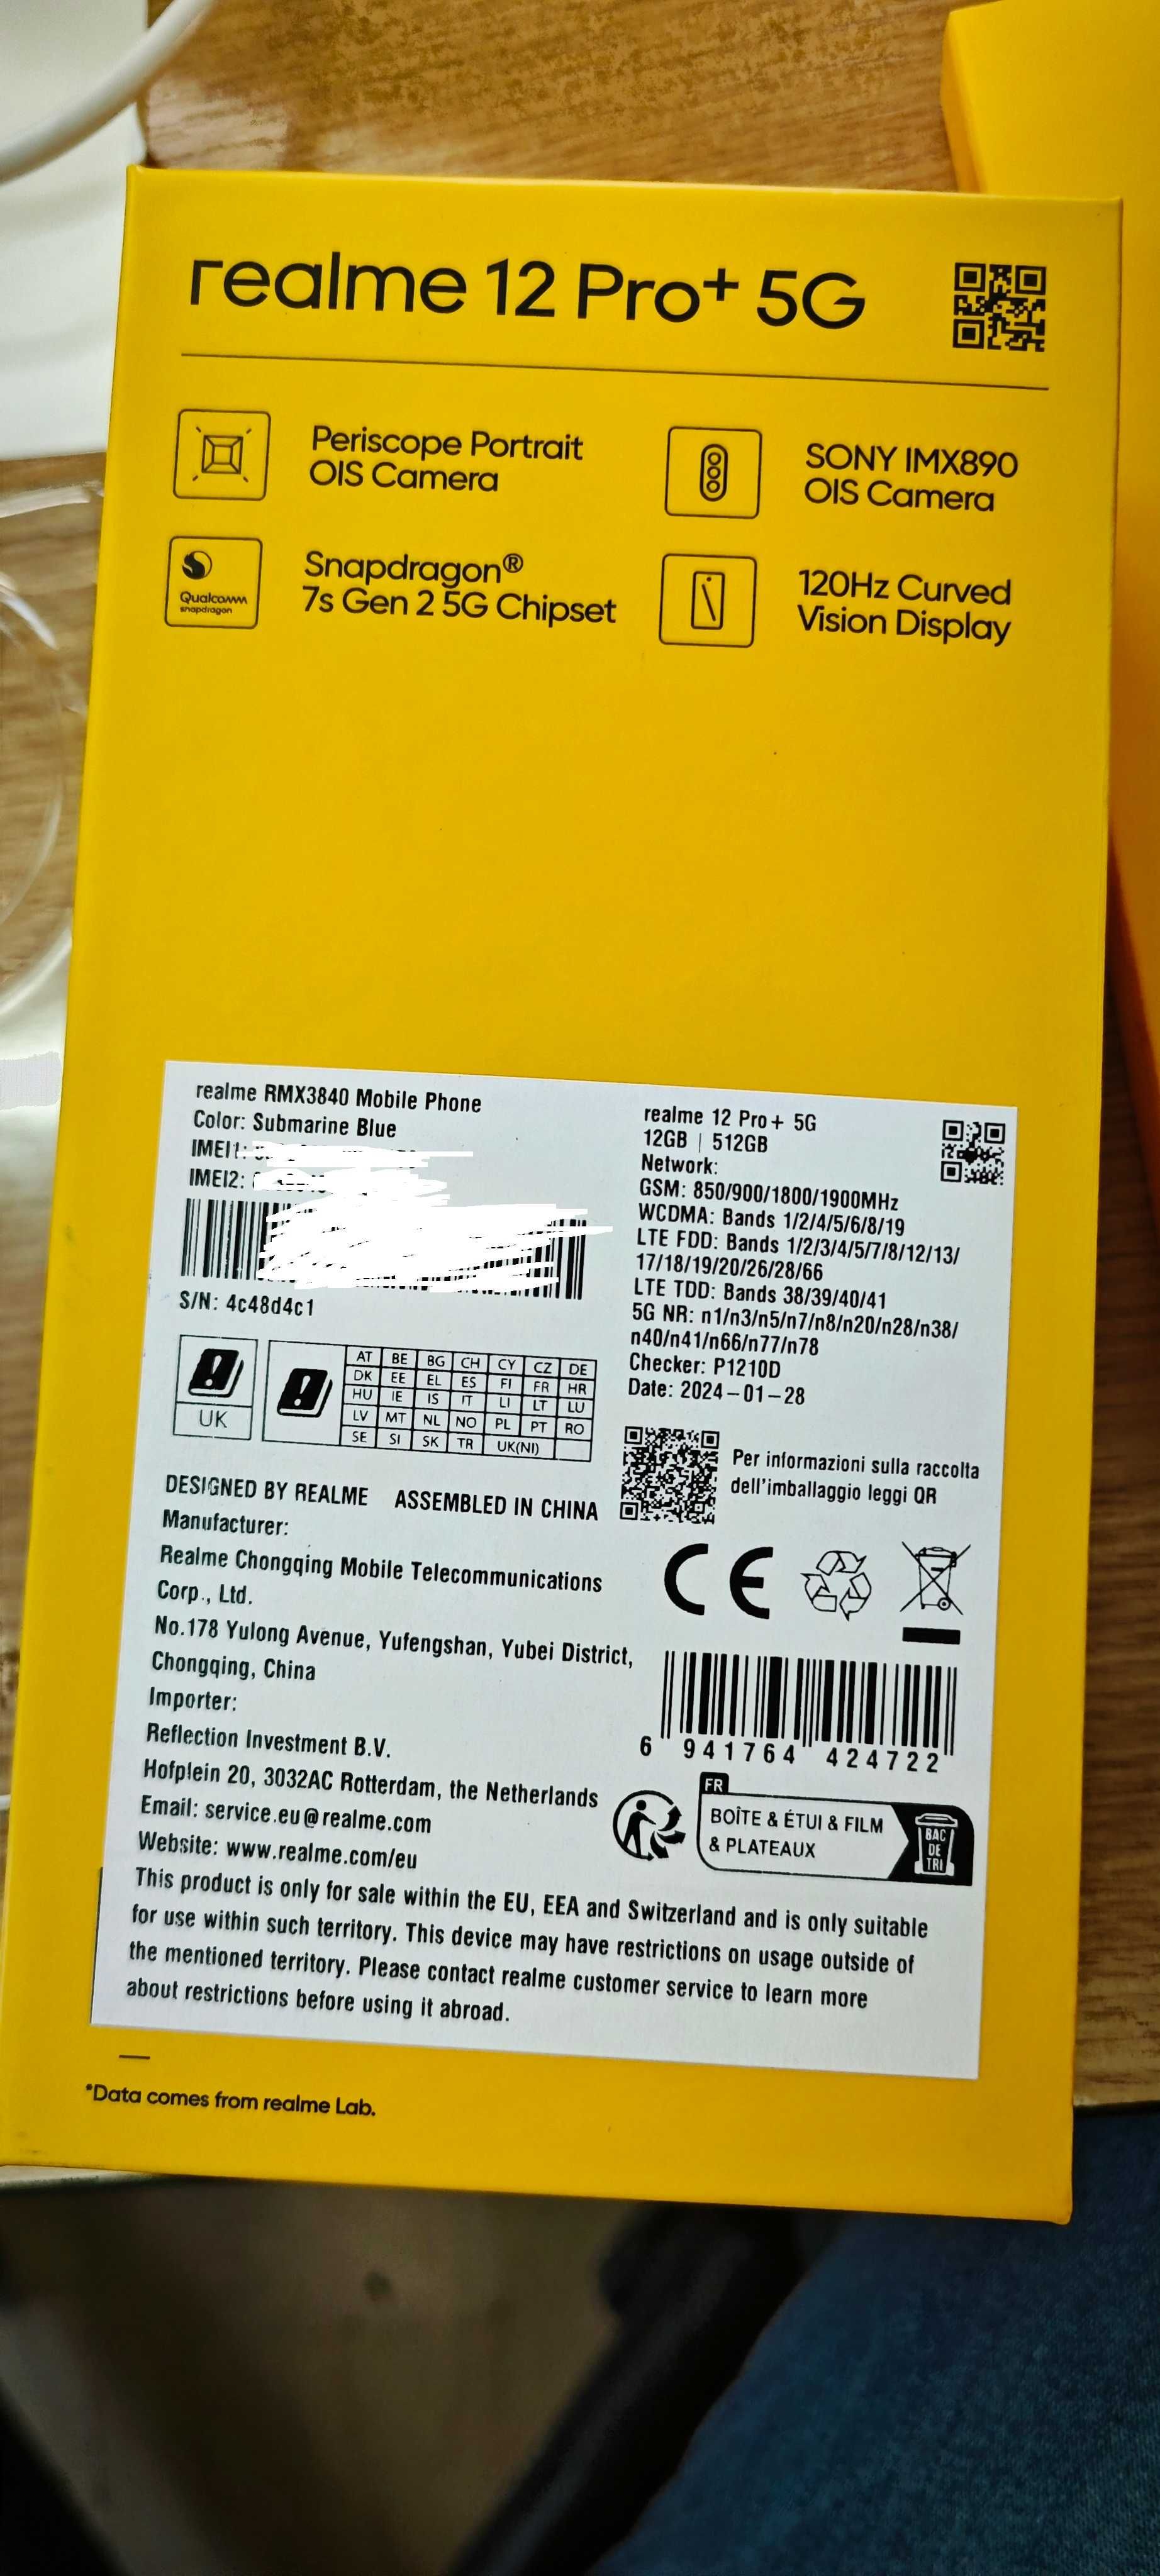 realme 12 Pro+ 5G
Periscope Portrait
OIS Camera
SONY IMX890
OIS Camera
Qualcomm
snapdragon
Snapdragon®
7s Gen 2 5G Chipset
120Hz Curved
Vision Display
realme RMX3840 Mobile Phone
Color: Submarine Blue
IMEI1:
IMEI2:
S/N: 4c48d4c1
realme 12 Pro+ 5G
12GB | 512GB
Network:
GSM: 850/900/1800/1900MHz
WCDMA: Bands 1/2/4/5/6/8/19
LTE FDD: Bands 1/2/3/4/5/7/8/12/13/
17/18/19/20/26/28/66
LTE TDD: Bands 38/39/40/41
5G NR: n1/n3/n5/n7/n8/n20/n28/n38/
n40/n41/n66/n77/n78
Checker: P1210D
Date: 2024-01-28
UK
AT BE BG CH CY CZ DE
DK EE EL ES FI FR HR
HU IE IS IT LI LT LU
LV MT NL NO PL PT RO
SE SI SK TR UK(NI)
Per informazioni sulla raccolta
dell'imballaggio leggi QR
DESIGNED BY REALME ASSEMBLED IN CHINA
Manufacturer:
Realme Chongqing Mobile Telecommunications
Corp., Ltd.
No.178 Yulong Avenue, Yufengshan, Yubei District,
Chongqing, China
Importer:
Reflection Investment B.V.
Hofplein 20, 3032AC Rotterdam, the Netherlands
Email: service.eu@realme.com
Website: www.realme.com/eu
CE
6 941764 424722
FR
BOÎTE & ÉTUI & FILM
& PLATEAUX
BAC
DE
TRI
This product is only for sale within the EU, EEA and Switzerland and is only suitable
for use within such territory. This device may have restrictions on usage outside of
the mentioned territory. Please contact realme customer service to learn more
about restrictions before using it abroad.
*Data comes from realme Lab.